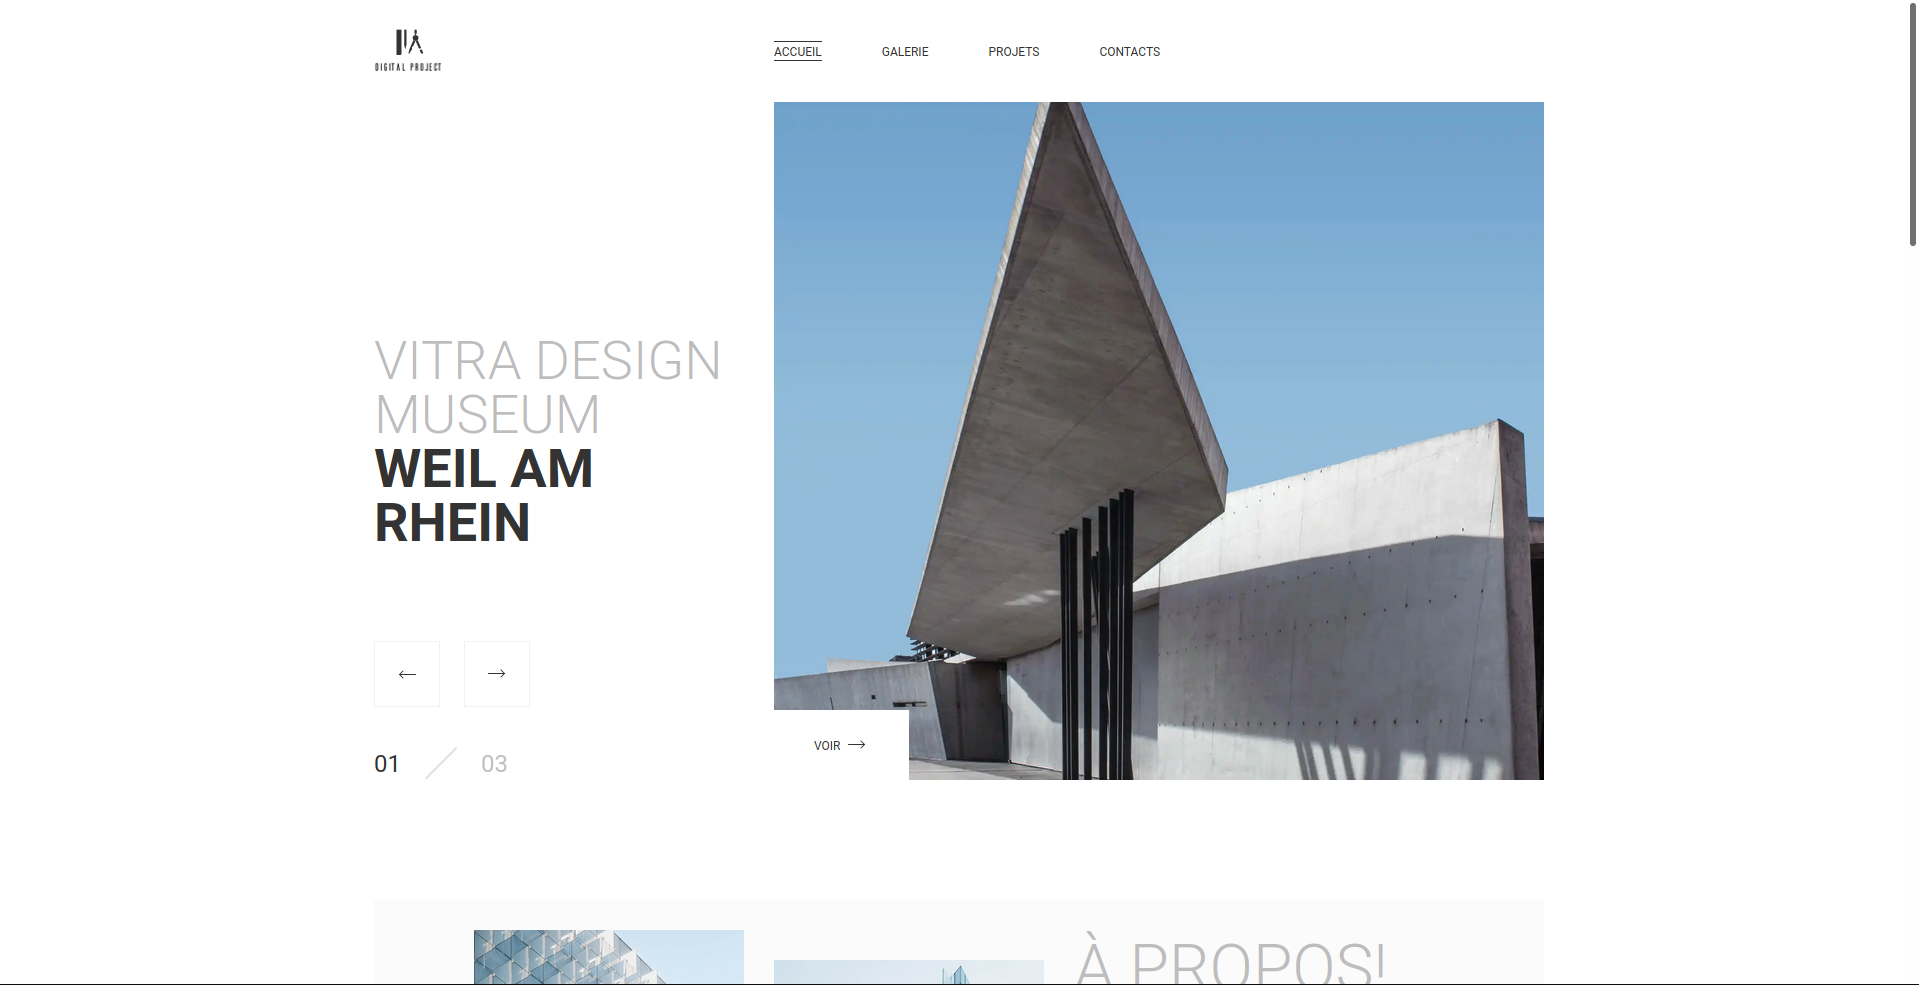 DIGITAL PROJECT
ACCUEIL
GALERIE
PROJETS
CONTACTS
VITRA DESIGN
MUSEUM
WEIL AM
RHEIN
01
03
VOIR
À PROPOS!